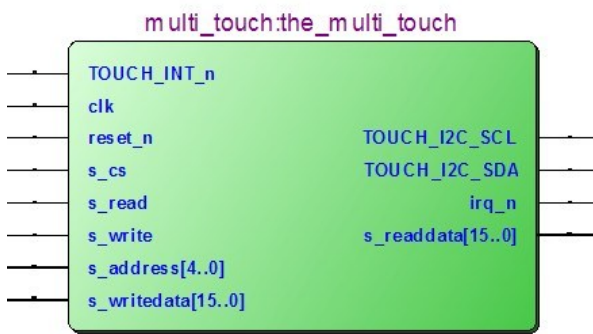 multi_touch:the_multi_touch
TOUCH_INT_n
clk
reset_n
s_cs
s_read
s_write
s_address[4..0]
s_writedata[15..0]
TOUCH_I2C_SCL
TOUCH_I2C_SDA
irq_n
s_readdata[15..0]